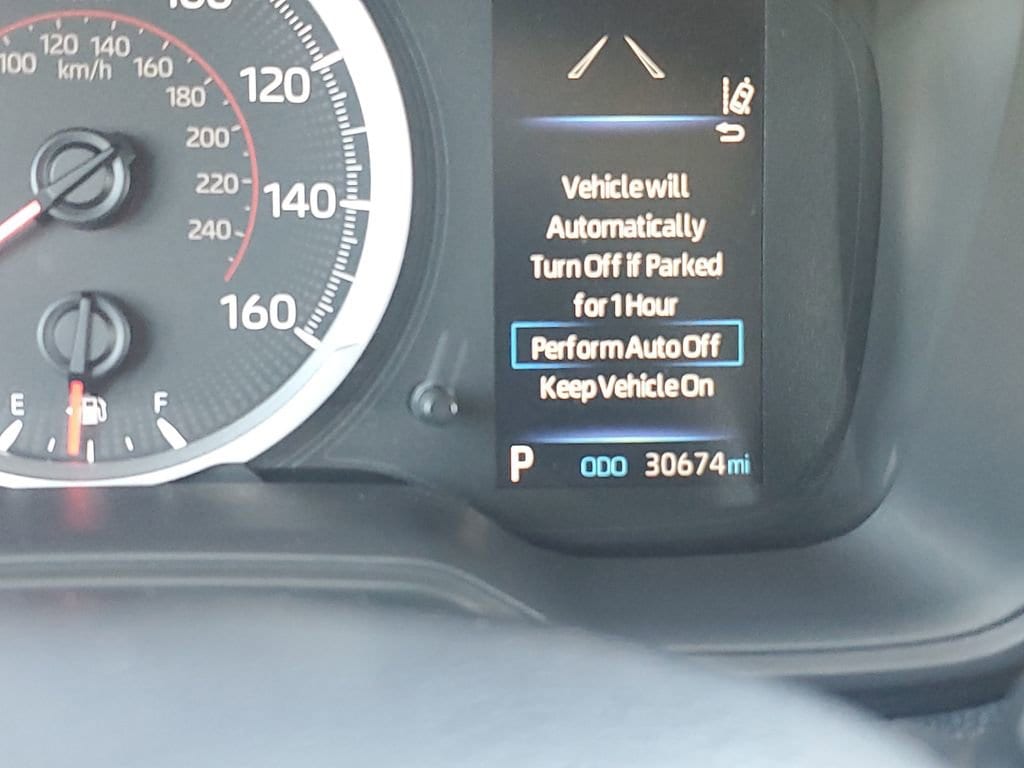 120 140
100 km/h 160
180
120
200
220
140
240
160
E F
Vehicle will
Automatically
Turn Off if Parked
for 1 Hour
Perform Auto Off
Keep Vehicle On
P ODO 30674 mi